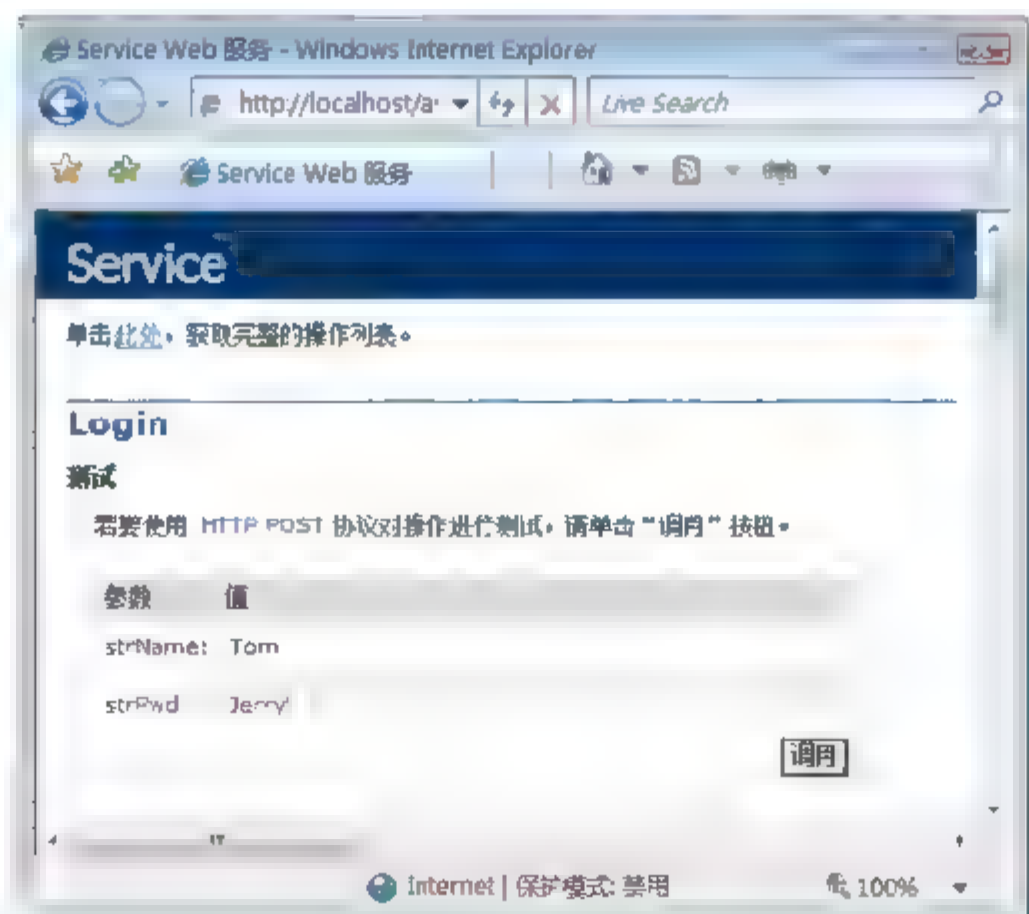 Service Web 服务 - Windows Internet Explorer
http://localhost/a
Live Search
Service Web 服务
Service
单击此处，获取完整的操作列表。
Login
测试
若要使用 HTTP POST 协议对操作进行测试，请单击“调用”按钮。
参数 值
strName: Tom
strPwd Jerry
调用
Internet | 保护模式: 禁用 100%